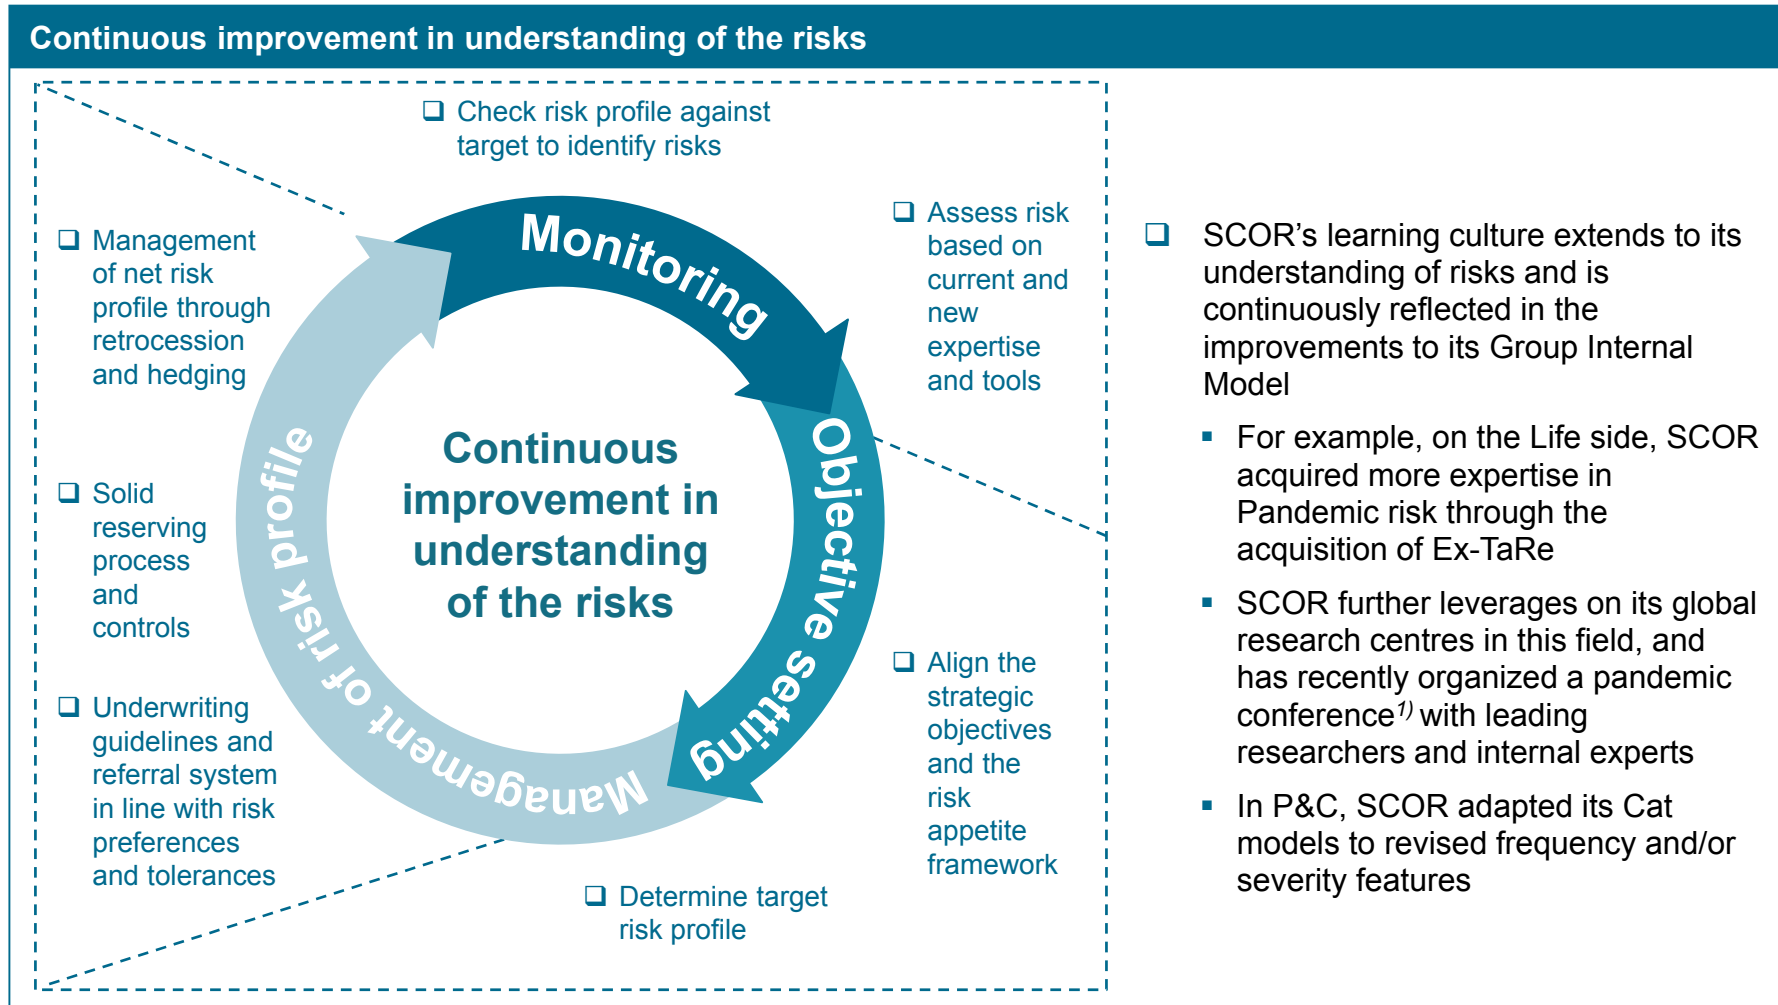 Continuous improvement in understanding of the risks
❑ Check risk profile against
target to identify risks
❑ Assess risk
based on
current and
new
expertise
and tools
❑ Management
of net risk
profile through
retrocession
and hedging
❑ Solid
reserving
process
and
controls
❑ Underwriting
guidelines and
referral system
in line with risk
preferences
and tolerances
Monitoring
Objective setting
Management of risk profile
Continuous
improvement in
understanding
of the risks
❑ Align the
strategic
objectives
and the
risk
appetite
framework
❑ Determine target
risk profile
❑ SCOR’s learning culture extends to its
understanding of risks and is
continuously reflected in the
improvements to its Group Internal
Model
▪ For example, on the Life side, SCOR
acquired more expertise in
Pandemic risk through the
acquisition of Ex-TaRe
▪ SCOR further leverages on its global
research centres in this field, and
has recently organized a pandemic
conference1) with leading
researchers and internal experts
▪ In P&C, SCOR adapted its Cat
models to revised frequency and/or
severity features